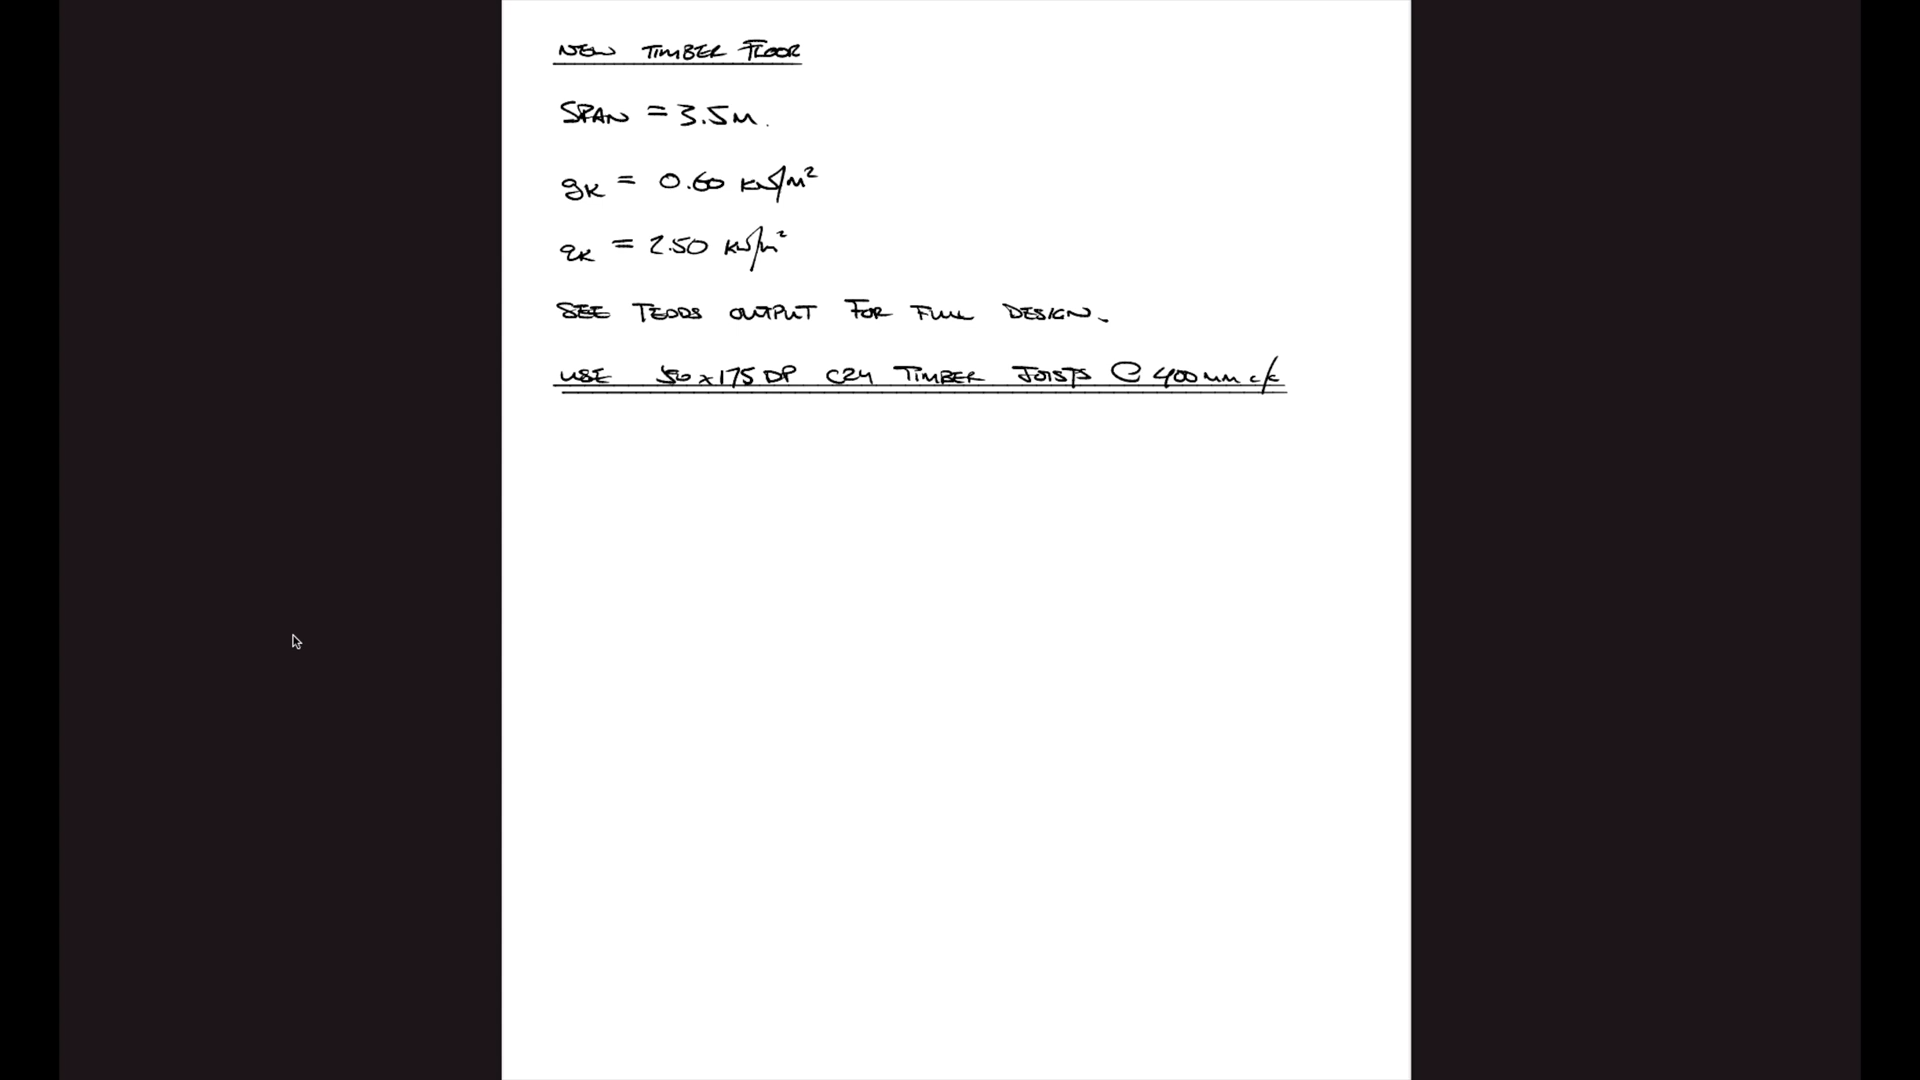 NEW TIMBER FLOOR
SPAN = 3.5M.
gk = 0.60 kN/m²
qk = 2.50 kN/m²
SEE TEDDS OUTPUT FOR FULL DESIGN.
USE 50x175 DP C24 TIMBER JOISTS @ 400mm c/c